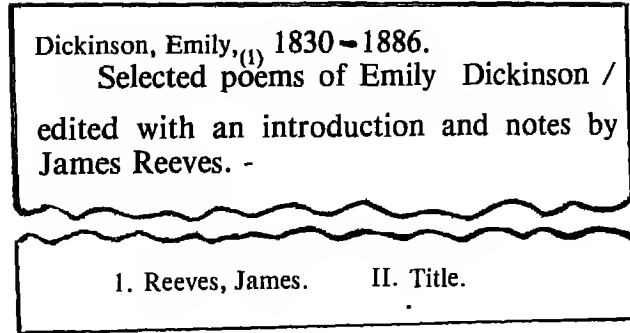 Dickinson, Emily,(1) 1830-1886.
Selected poems of Emily Dickinson /
edited with an introduction and notes by
James Reeves. -
1. Reeves, James. II. Title.